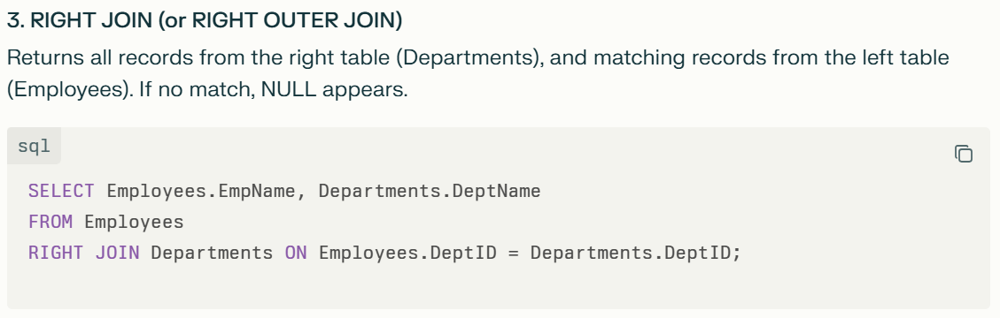 3. RIGHT JOIN (or RIGHT OUTER JOIN)
Returns all records from the right table (Departments), and matching records from the left table
(Employees). If no match, NULL appears.
sql
SELECT Employees.EmpName, Departments.DeptName
FROM Employees
RIGHT JOIN Departments ON Employees.DeptID = Departments.DeptID;